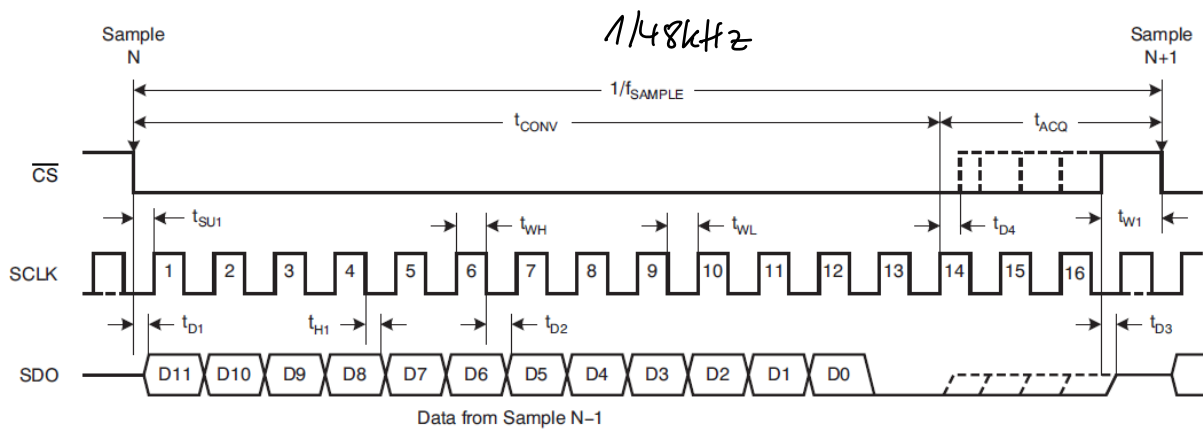 1/48kHz
Sample
N
Sample
N+1
1/fSAMPLE
tCONV
tACQ
CS
tSU1
tWH
tWL
tD4
tW1
SCLK
1 2 3 4 5 6 7 8 9 10 11 12 13 14 15 16
tD1
tH1
tD2
tD3
SDO
D11 D10 D9 D8 D7 D6 D5 D4 D3 D2 D1 D0
Data from Sample N−1